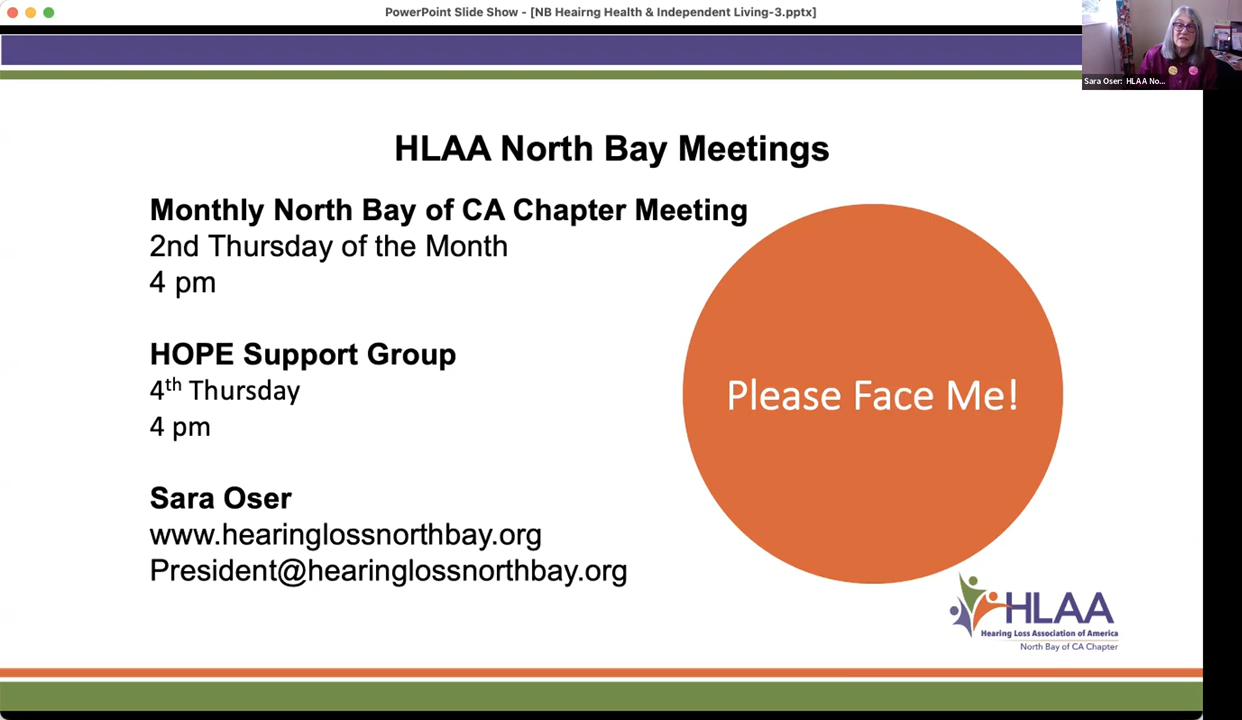 PowerPoint Slide Show - [NB Heairng Health & Independent Living-3.pptx]
Sara Oser: HLAA No...
HLAA North Bay Meetings
Monthly North Bay of CA Chapter Meeting
2nd Thursday of the Month
4 pm
HOPE Support Group
4th Thursday
4 pm
Please Face Me!
Sara Oser
www.hearinglossnorthbay.org
President@hearinglossnorthbay.org
HLAA
Hearing Loss Association of America
North Bay of CA Chapter